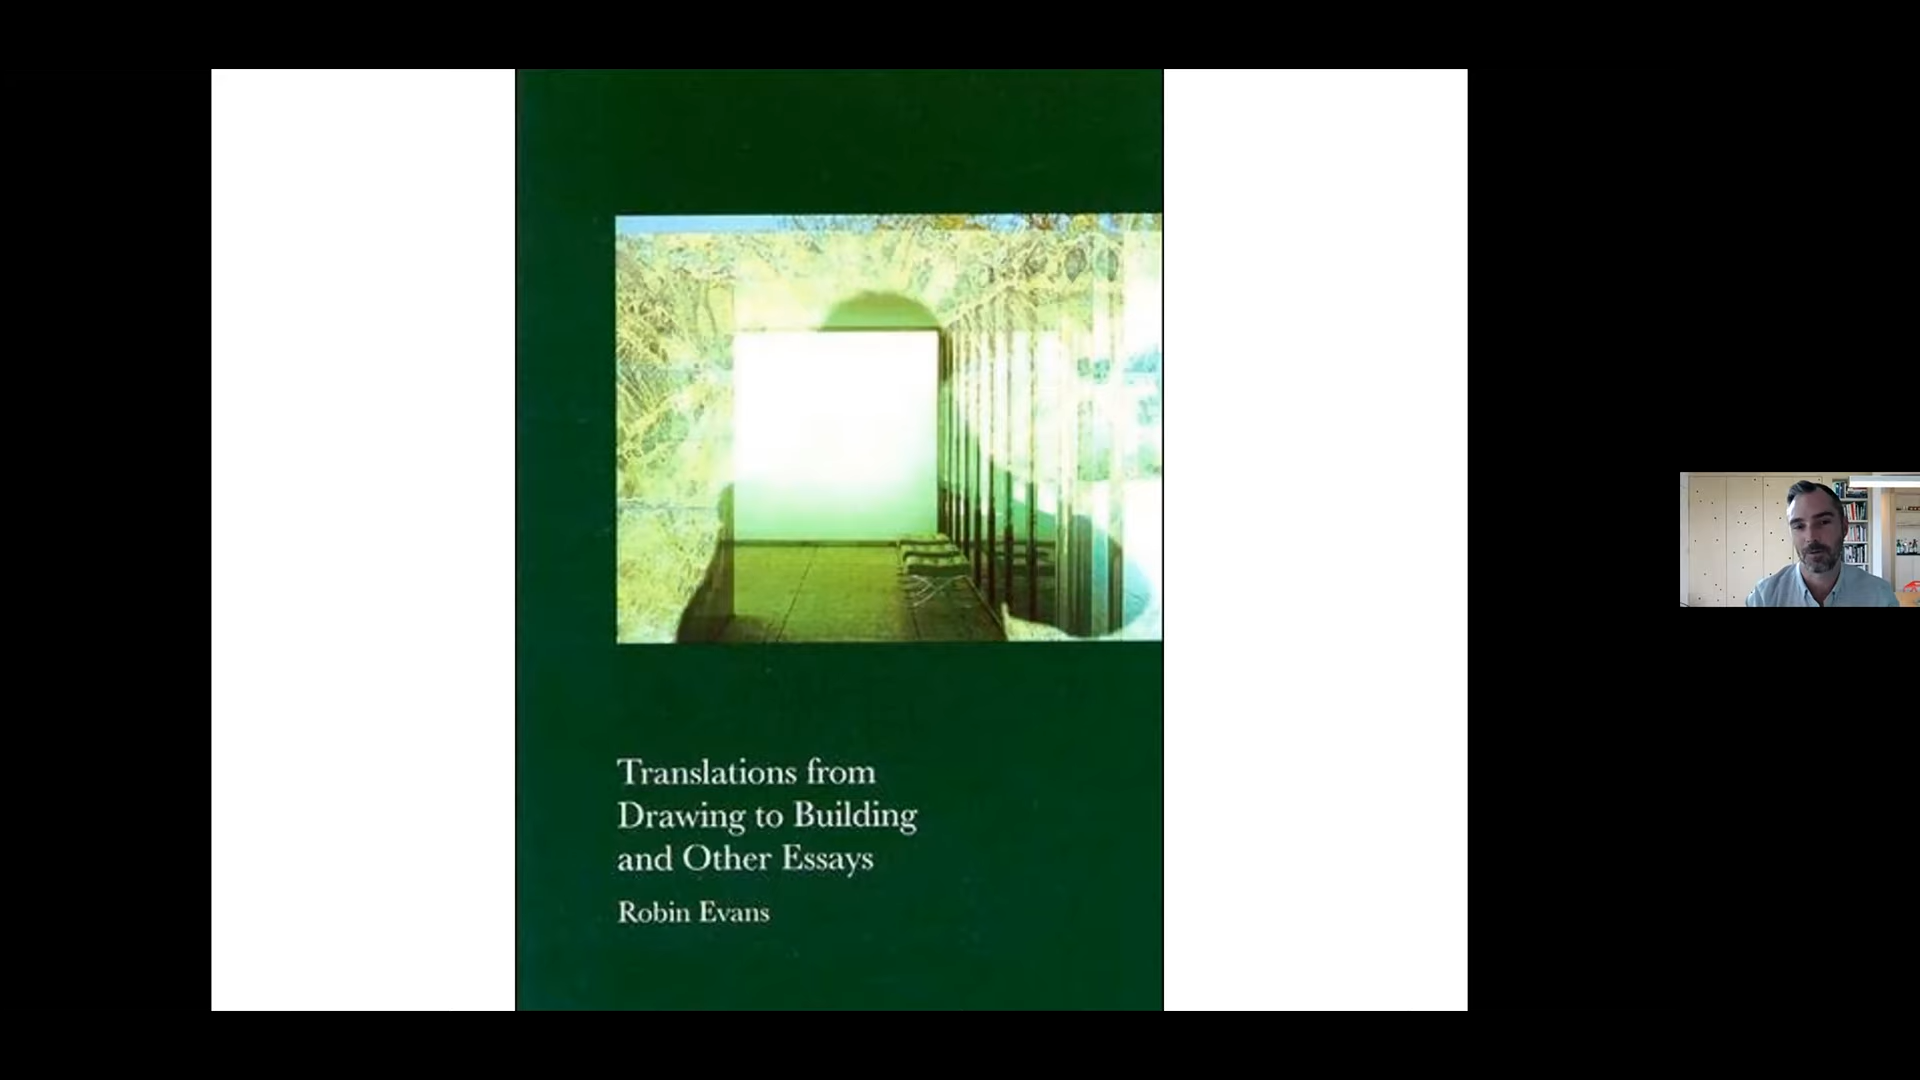 Translations from
Drawing to Building
and Other Essays
Robin Evans